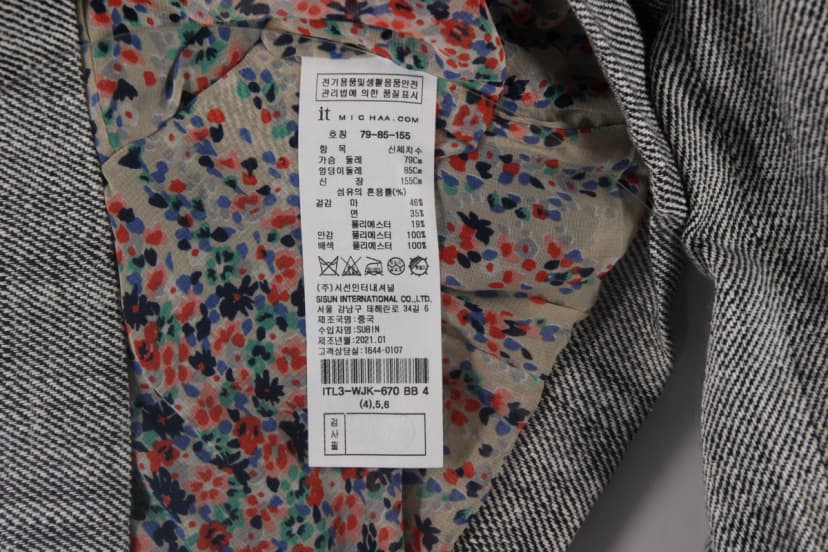 전기용품및생활용품안전
관리법에 의한 품질표시
it MICHAA.COM
호칭 79-85-155
항 목 신체치수
가슴 둘레 79Cm
엉덩이둘레 85Cm
신 장 155Cm
섬유의 혼용률(%)
겉감 마 46%
면 35%
폴리에스터 19%
안감 폴리에스터 100%
배색 폴리에스터 100%
(주)시선인터내셔널
SISUN INTERNATIONAL CO.,LTD.
서울 강남구 테헤란로 34길 6
제조국명:중국
수입자명:SUBIN
제조년월:2021.01
고객상담실:1644-0107
ITL3-WJK-670 BB 4
(4),5,6
검
사
필